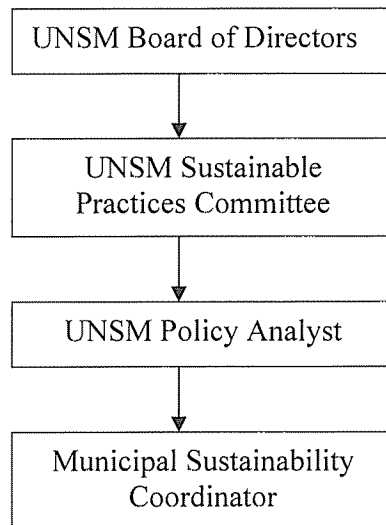 UNSM Board of Directors
UNSM Sustainable
Practices Committee
UNSM Policy Analyst
Municipal Sustainability
Coordinator